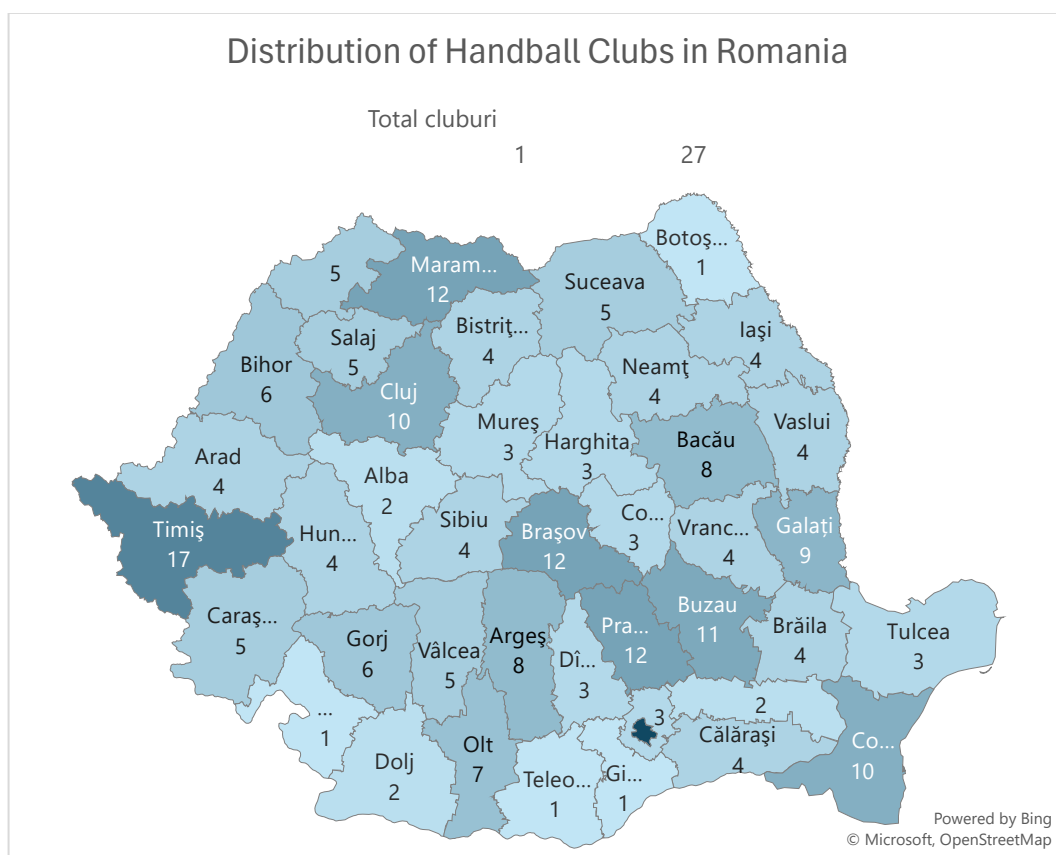 Distribution of Handball Clubs in Romania
Total cluburi
1 27
Botoş...
1
Maram...
12
5
Suceava
5
Iaşi
4
Bistriţ...
4
Salaj
5
Neamţ
4
Bihor
6
Cluj
10
Mureş
3
Harghita
3
Bacău
8
Vaslui
4
Arad
4
Alba
2
Sibiu
4
Co...
3
Vranc...
4
Galați
9
Timiş
17
Hun...
4
Braşov
12
Buzau
11
Caraş...
5
Gorj
6
Vâlcea
5
Argeş
8
Dî...
3
Pra...
12
Brăila
4
Tulcea
3
...
1
3
2
Călăraşi
4
Co...
10
Olt
7
Dolj
2
Teleo...
1
Gi...
1
Powered by Bing
© Microsoft, OpenStreetMap